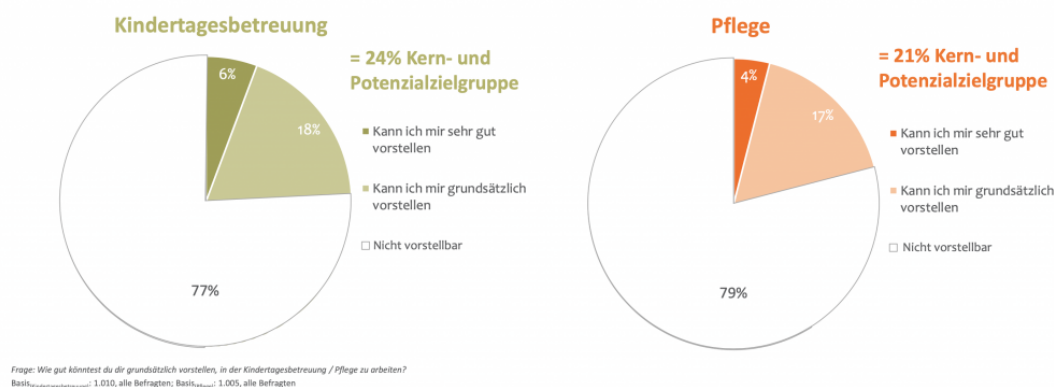 Kindertagesbetreuung
6%
18%
77%
= 24% Kern- und
Potenzialzielgruppe
Kann ich mir sehr gut
vorstellen
Kann ich mir grundsätzlich
vorstellen
Nicht vorstellbar
Pflege
4%
17%
79%
= 21% Kern- und
Potenzialzielgruppe
Kann ich mir sehr gut
vorstellen
Kann ich mir grundsätzlich
vorstellen
Nicht vorstellbar
Frage: Wie gut könntest du dir grundsätzlich vorstellen, in der Kindertagesbetreuung / Pflege zu arbeiten?
Basis Kindertagesbetreuung: 1.010, alle Befragten; Basis Pflege: 1.005, alle Befragten